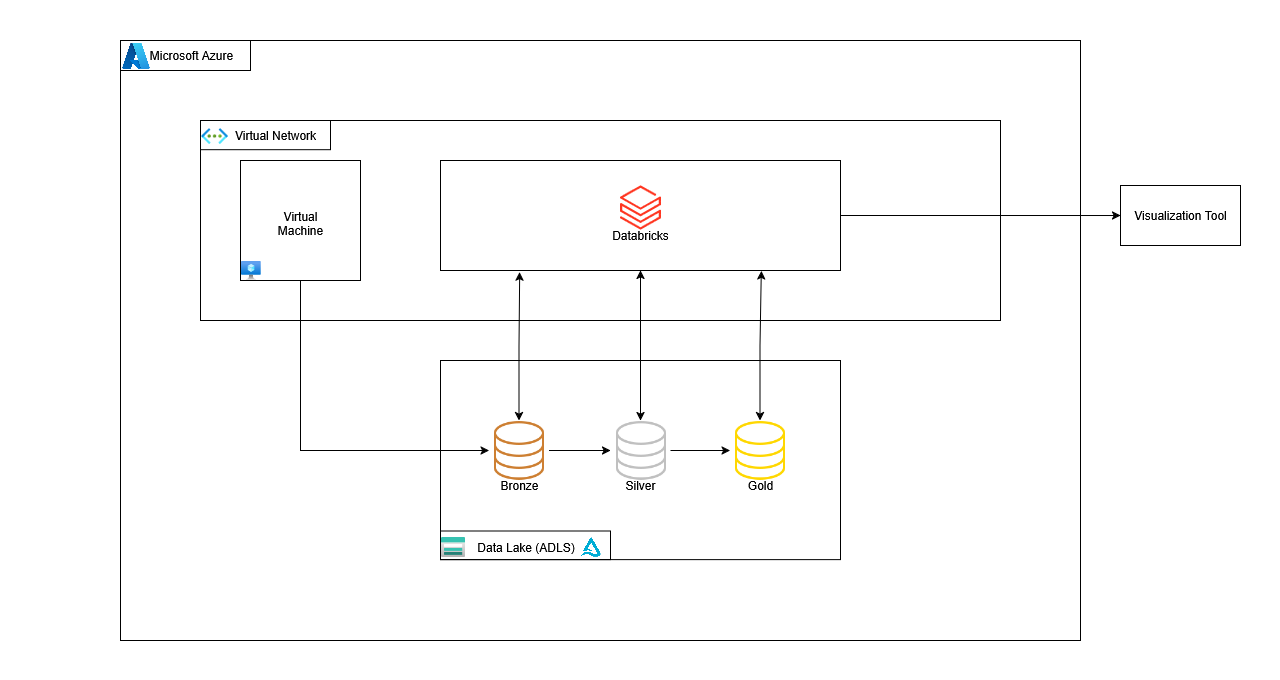 Microsoft Azure
Virtual Network
Virtual
Machine
Databricks
Visualization Tool
Bronze
Silver
Gold
Data Lake (ADLS)